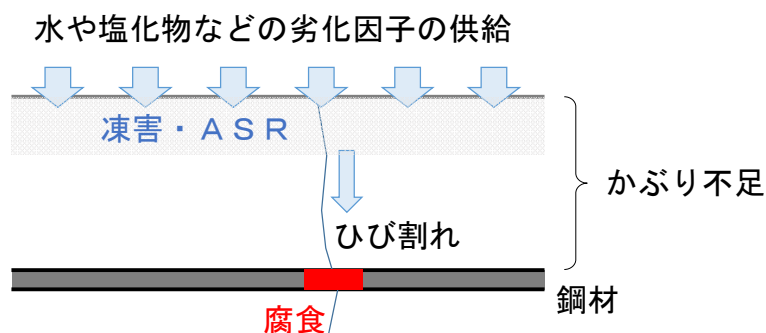 水や塩化物などの劣化因子の供給
凍害・ＡＳＲ
かぶり不足
ひび割れ
鋼材
腐食